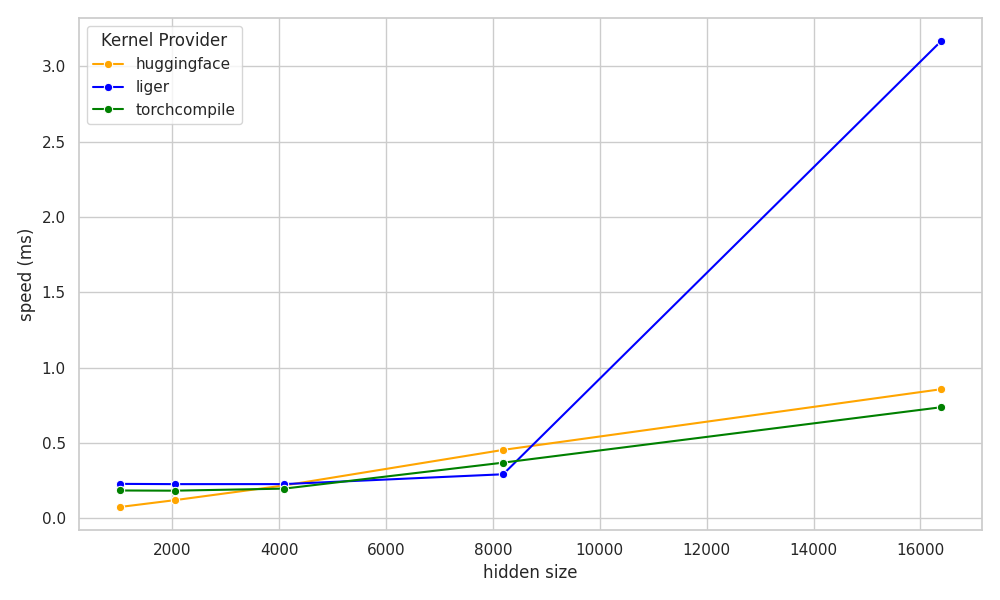 Kernel Provider
huggingface
liger
torchcompile
3.0
2.5
2.0
1.5
1.0
0.5
0.0
speed (ms)
2000 4000 6000 8000 10000 12000 14000 16000
hidden size